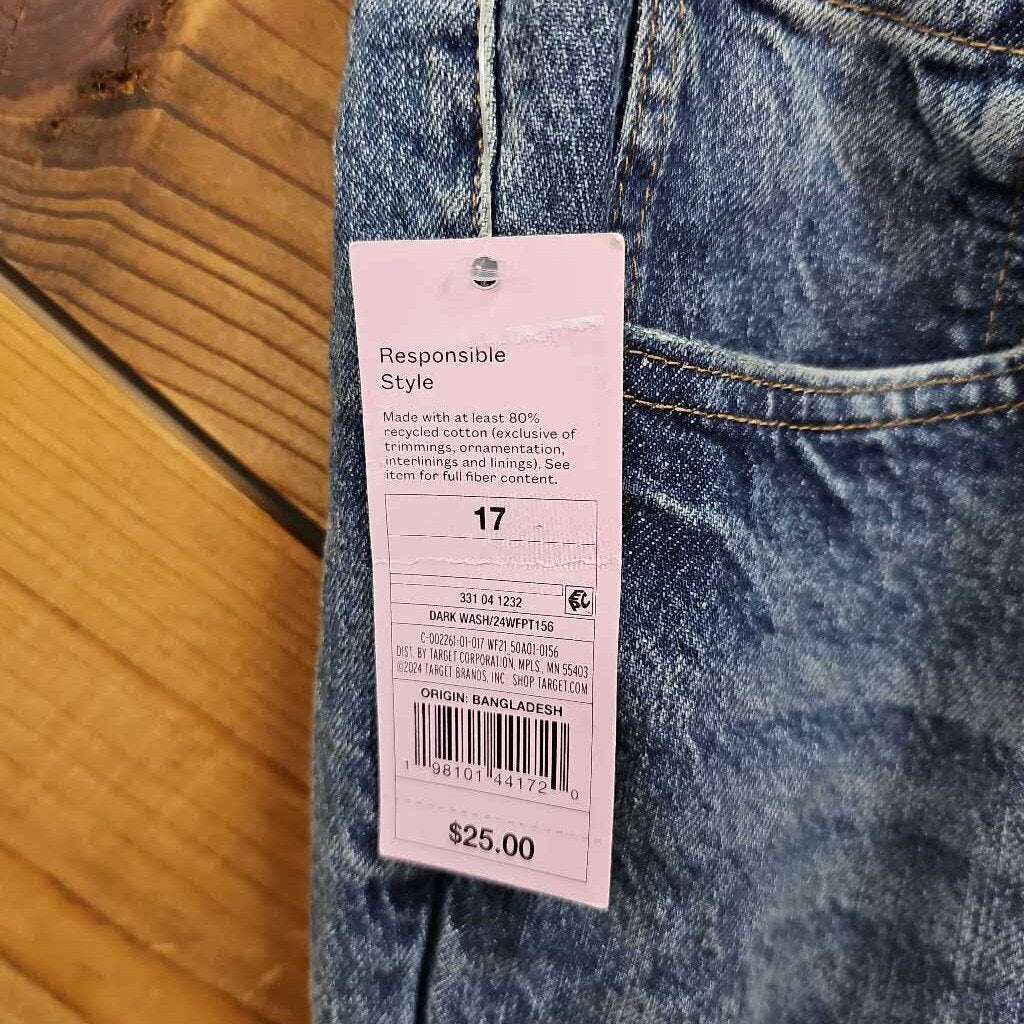 Responsible
Style
Made with at least 80%
recycled cotton (exclusive of
trimmings, ornamentation,
interlinings and linings). See
item for full fiber content.
17
331 04 1232
DARK WASH/24WFPT156
C-002261-01-017 WF21_50A01-0156
DIST. BY TARGET CORPORATION, MPLS., MN 55403
©2024 TARGET BRANDS, INC. SHOP TARGET.COM
ORIGIN: BANGLADESH
1 98101 44172 0
$25.00